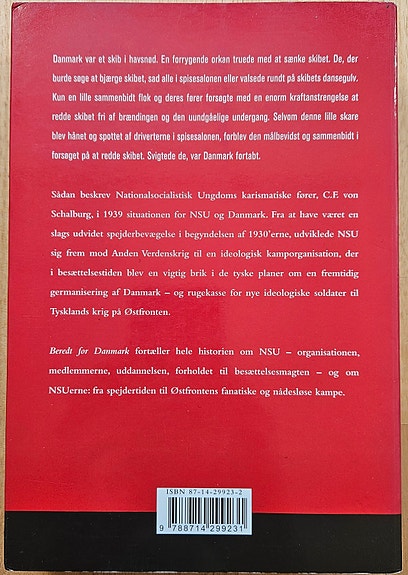 Danmark var et skib i havsnød. En forrygende orkan truede med at sænke skibet. De, der
burde søge at bjærge skibet, sad alle i spisesalonen eller valsede rundt på skibets dansegulv.
Kun en lille sammenbidt flok og deres fører forsøgte med en enorm kraftanstrengelse at
redde skibet fri af brændingen og den uundgåelige undergang. Selvom denne lille skare
blev hånet og spottet af driverterne i spisesalonen, forblev den målbevidst og sammenbidt i
forsøget på at redde skibet. Svigtede de, var Danmark fortabt.
Sådan beskrev Nationalsocialistisk Ungdoms karismatiske fører, C.F. von
Schalburg, i 1939 situationen for NSU og Danmark. Fra at have været en
slags udvidet spejderbevægelse i begyndelsen af 1930'erne, udviklede NSU
sig frem mod Anden Verdenskrig til en ideologisk kamporganisation, der
i besættelsestiden blev en vigtig brik i de tyske planer om en fremtidig
germanisering af Danmark – og rugekasse for nye ideologiske soldater til
Tysklands krig på Østfronten.
Beredt for Danmark fortæller hele historien om NSU – organisationen,
medlemmerne, uddannelsen, forholdet til besættelsesmagten – og om
NSUerne: fra spejdertiden til Østfrontens fanatiske og nådesløse kampe.
ISBN 87-14-29923-2
9 788714 299231